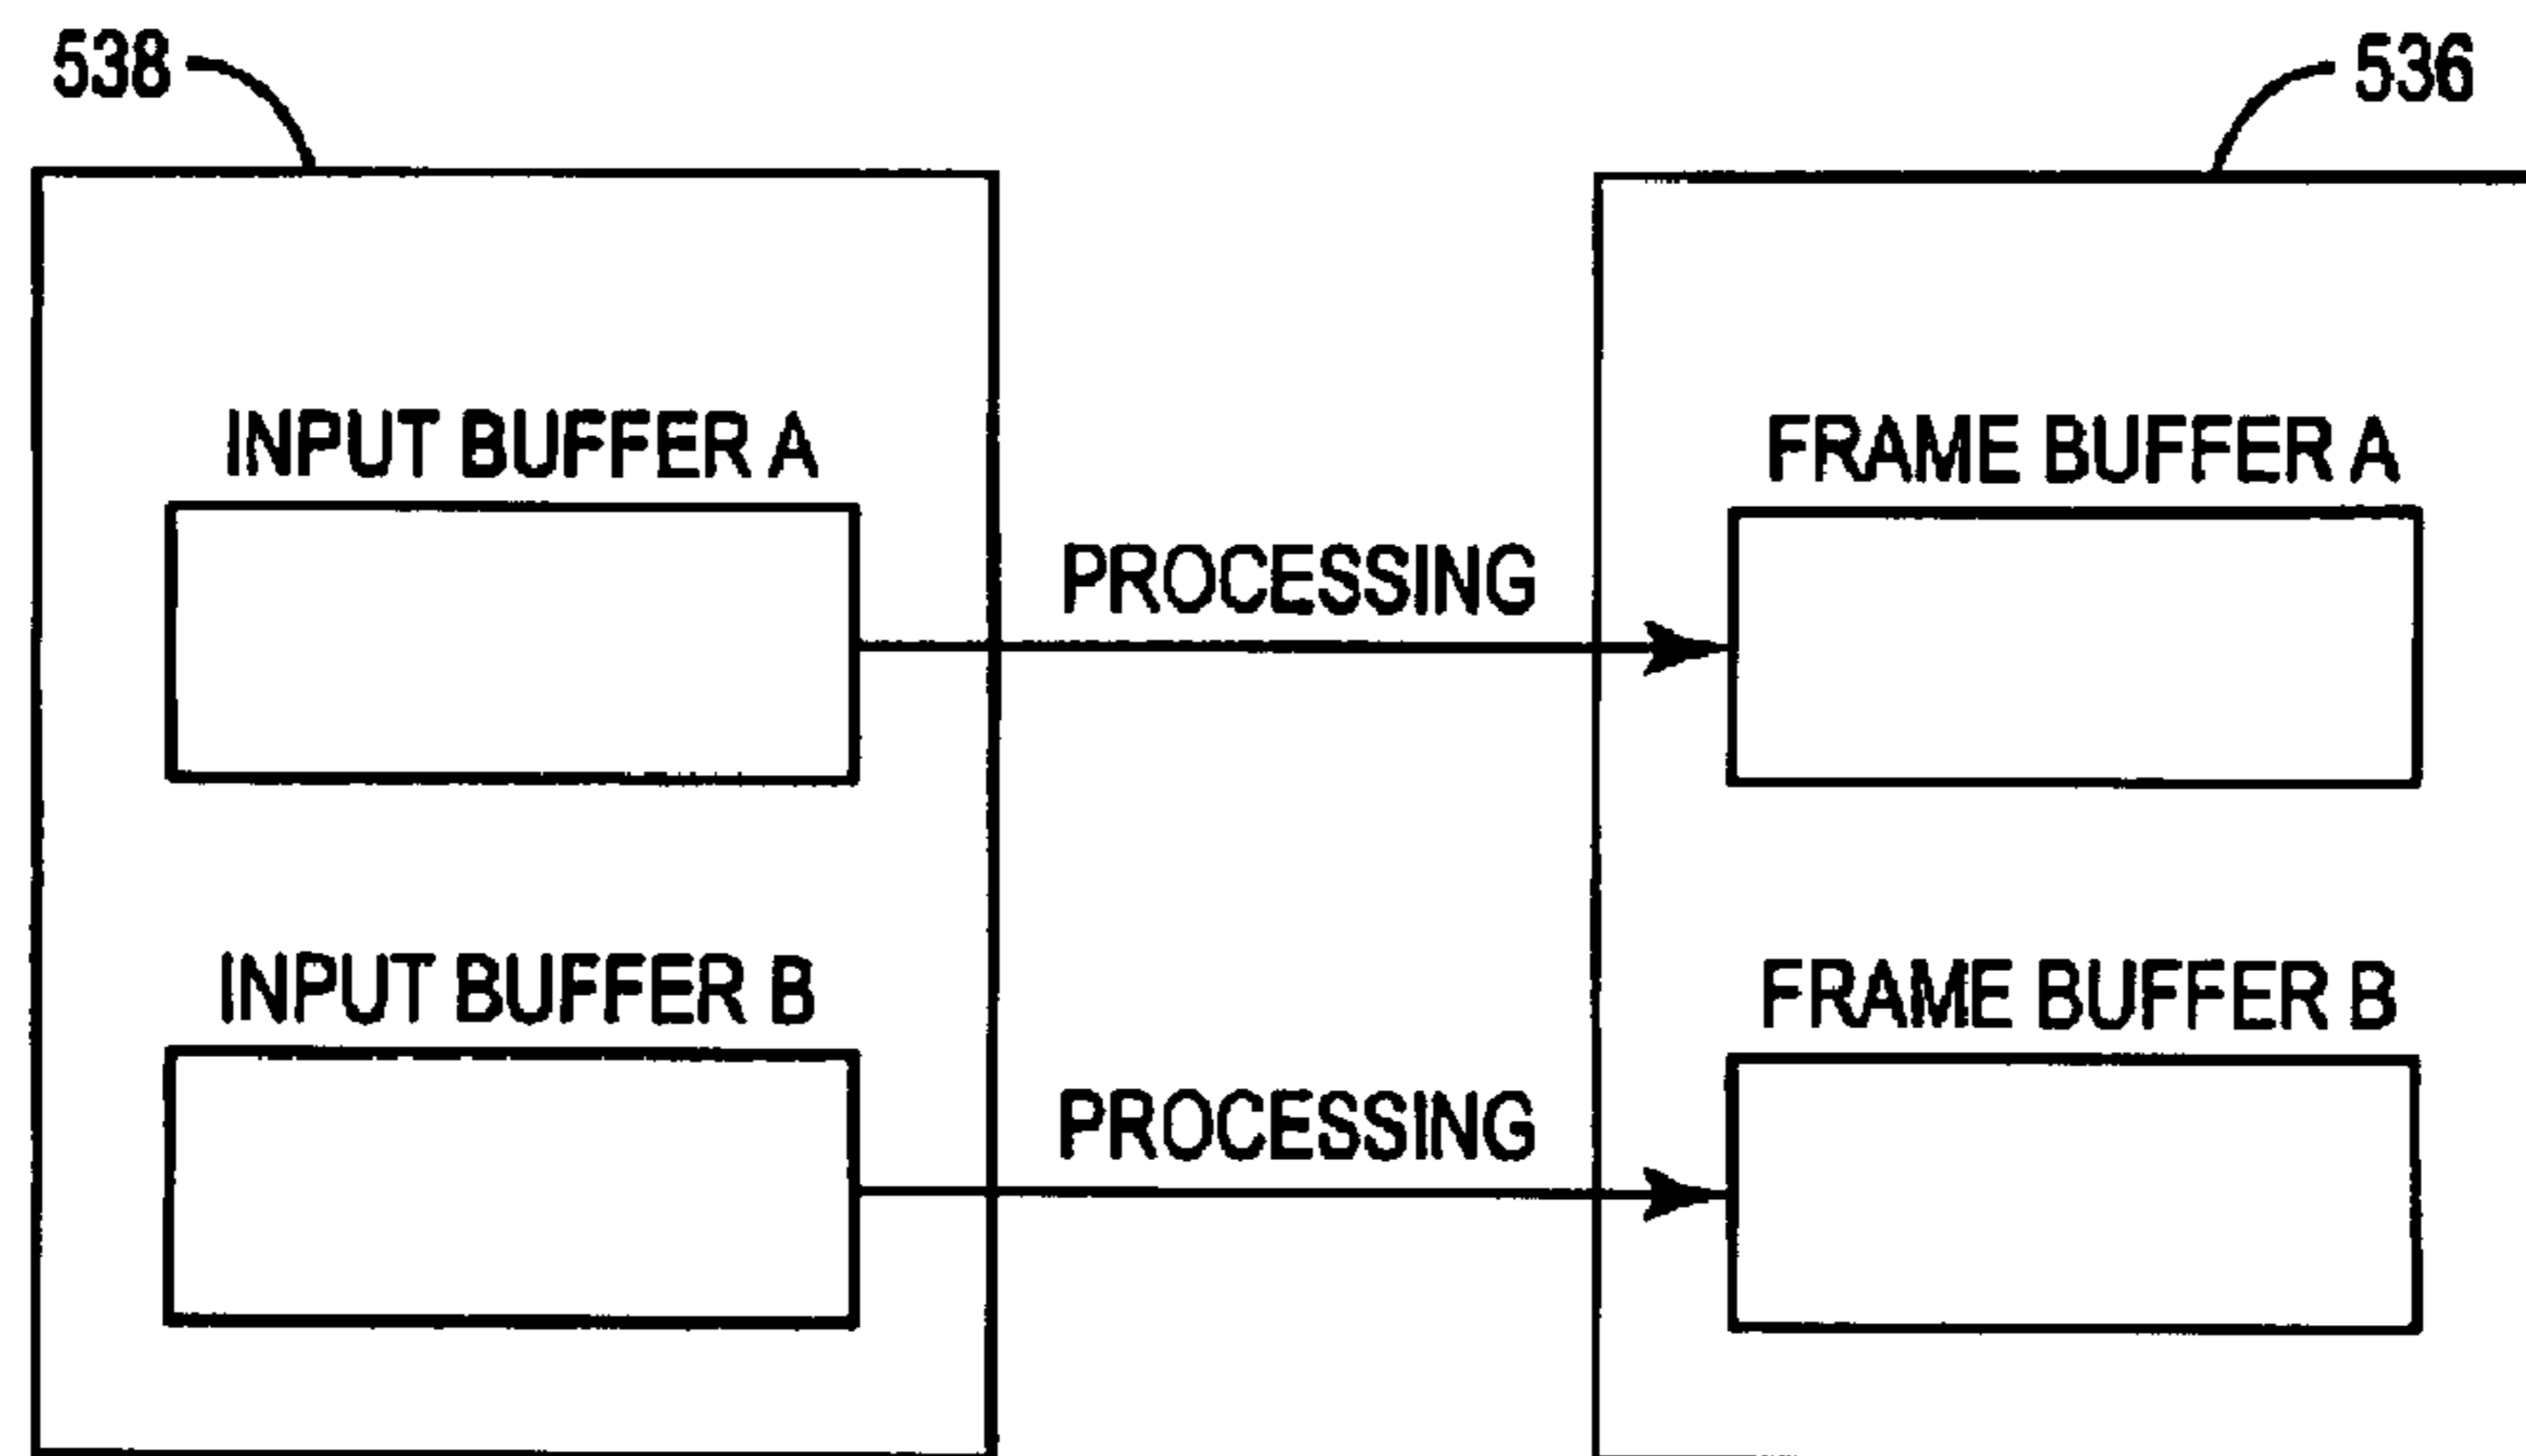 538
536
INPUT BUFFER A
FRAME BUFFER A
PROCESSING
INPUT BUFFER B
FRAME BUFFER B
PROCESSING